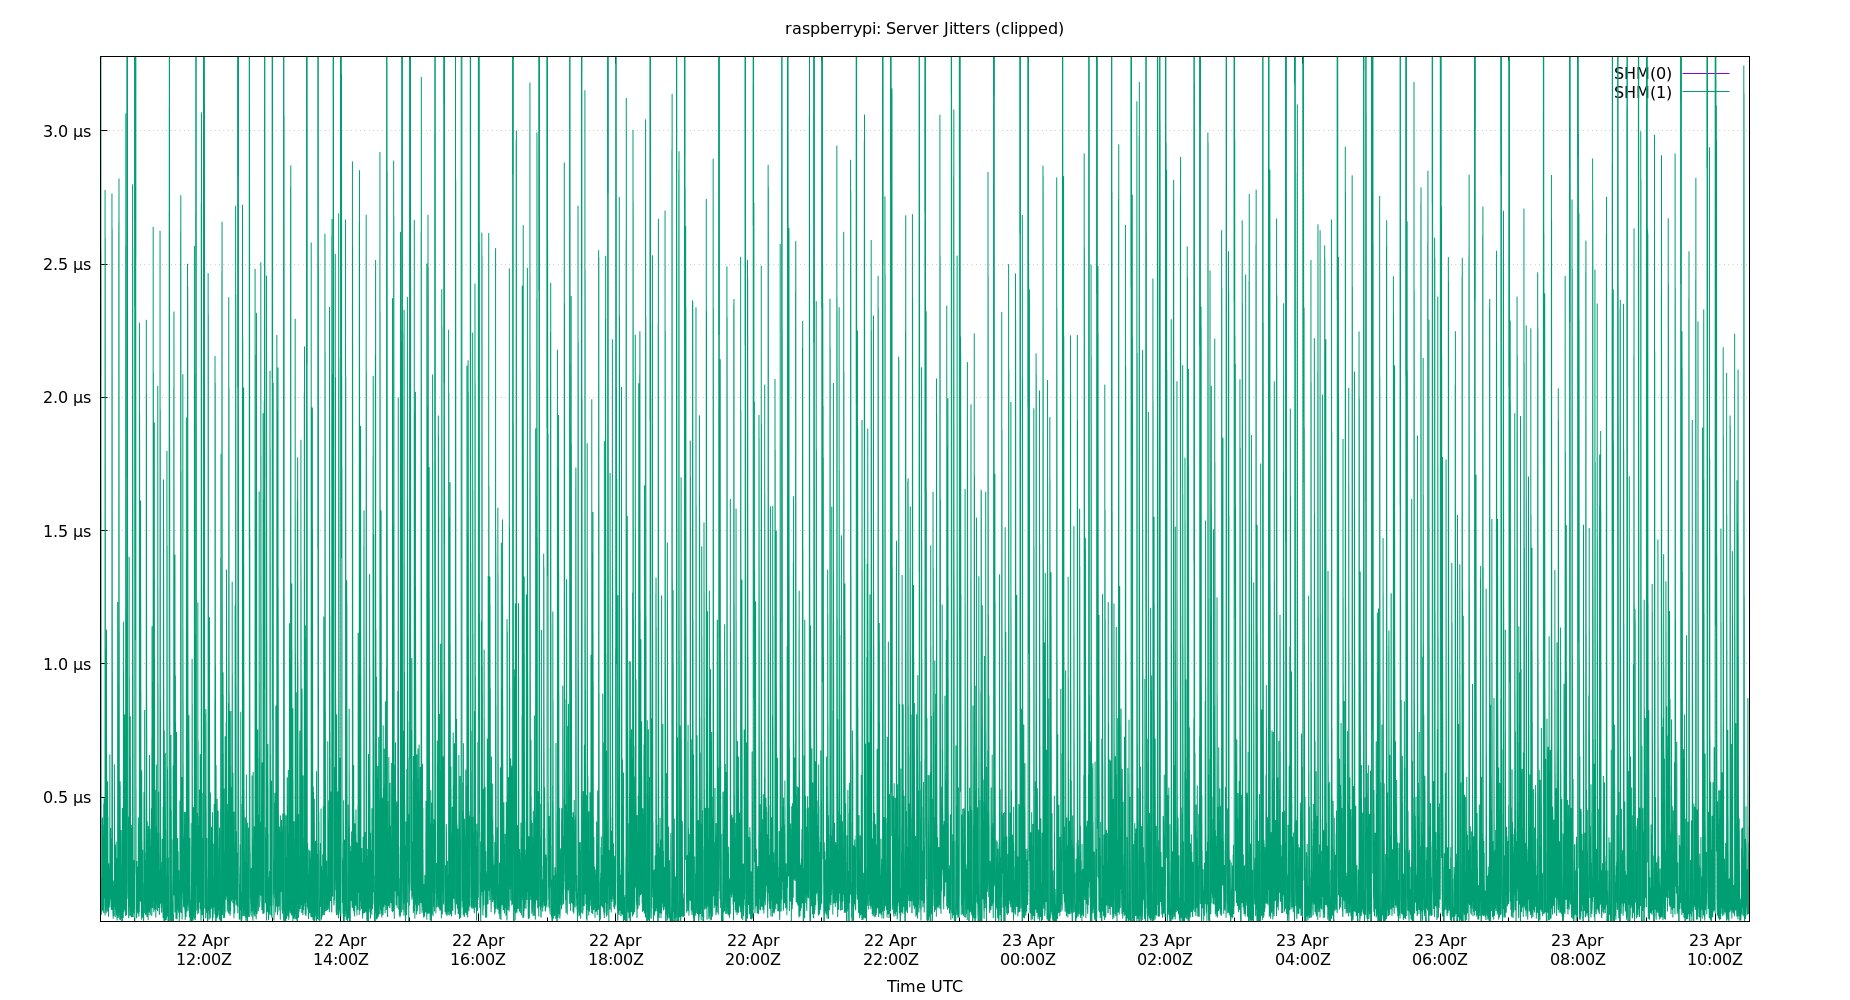 raspberrypi: Server Jitters (clipped)
SHM(0)
SHM(1)
3.0 µs
2.5 µs
2.0 µs
1.5 µs
1.0 µs
0.5 µs
22 Apr 22 Apr 22 Apr 22 Apr 22 Apr 22 Apr 23 Apr 23 Apr 23 Apr 23 Apr 23 Apr 23 Apr
12:00Z 14:00Z 16:00Z 18:00Z 20:00Z 22:00Z 00:00Z 02:00Z 04:00Z 06:00Z 08:00Z 10:00Z
Time UTC